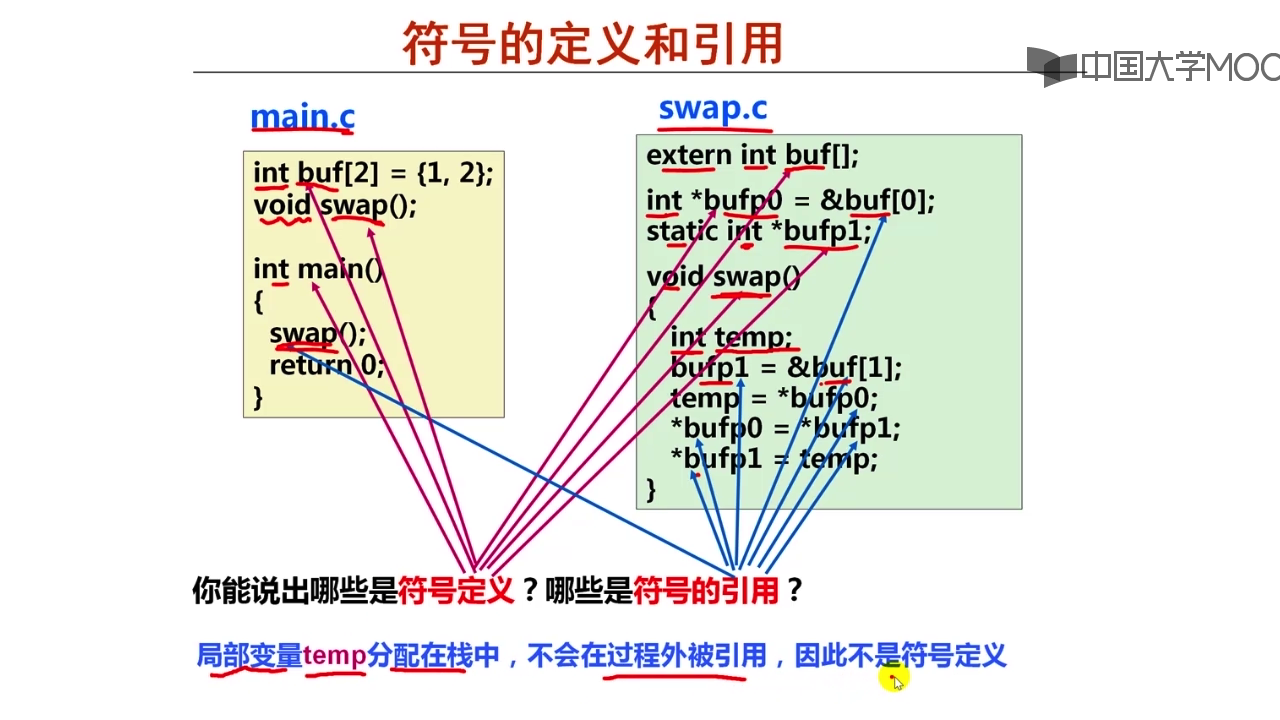 符号的定义和引用
中国大学MOO
main.c
int buf[2] = {1, 2};
void swap();
int main()
{
swap();
return 0;
}
swap.c
extern int buf[];
int *bufp0 = &buf[0];
static int *bufp1;
void swap()
{
int temp;
bufp1 = &buf[1];
temp = *bufp0;
*bufp0 = *bufp1;
*bufp1 = temp;
}
你能说出哪些是符号定义？哪些是符号的引用？
局部变量temp分配在栈中，不会在过程外被引用，因此不是符号定义